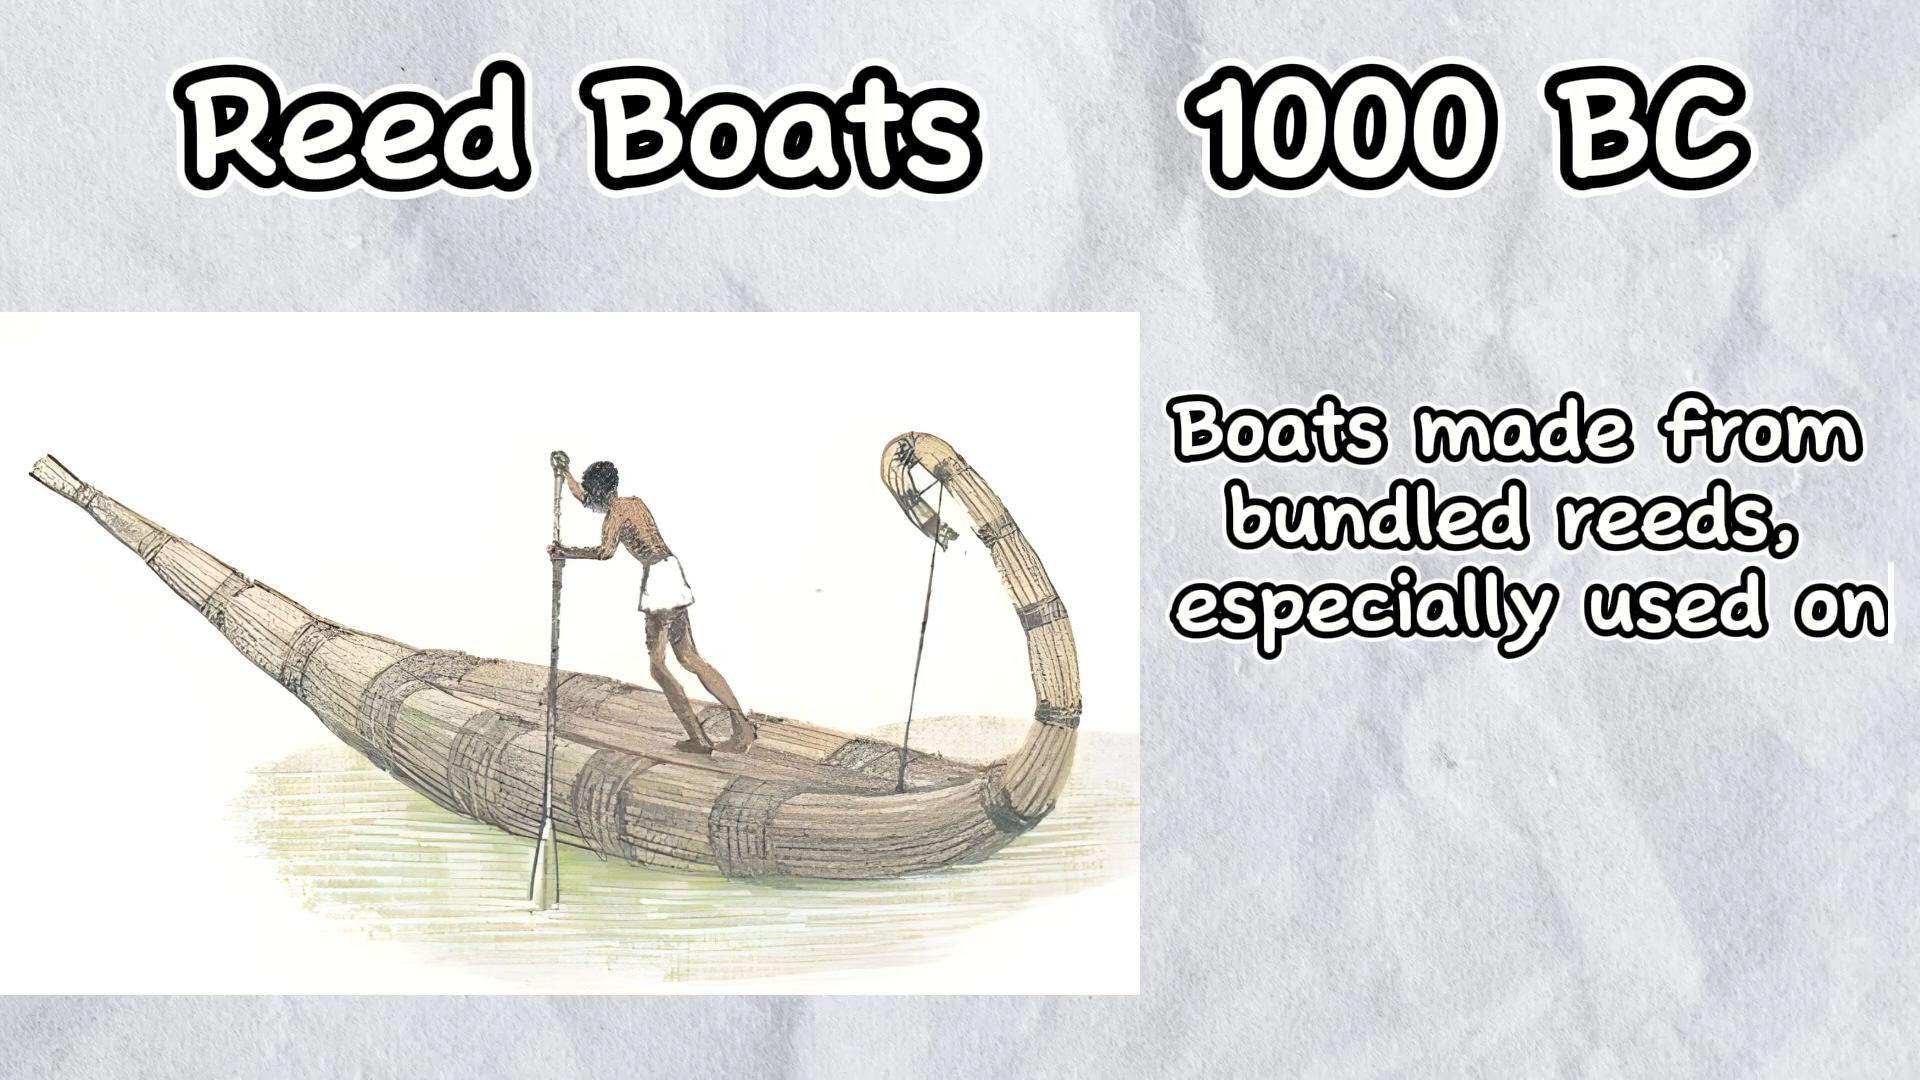 Reed Boats
1000 BC
Boats made from
bundled reeds,
especially used on